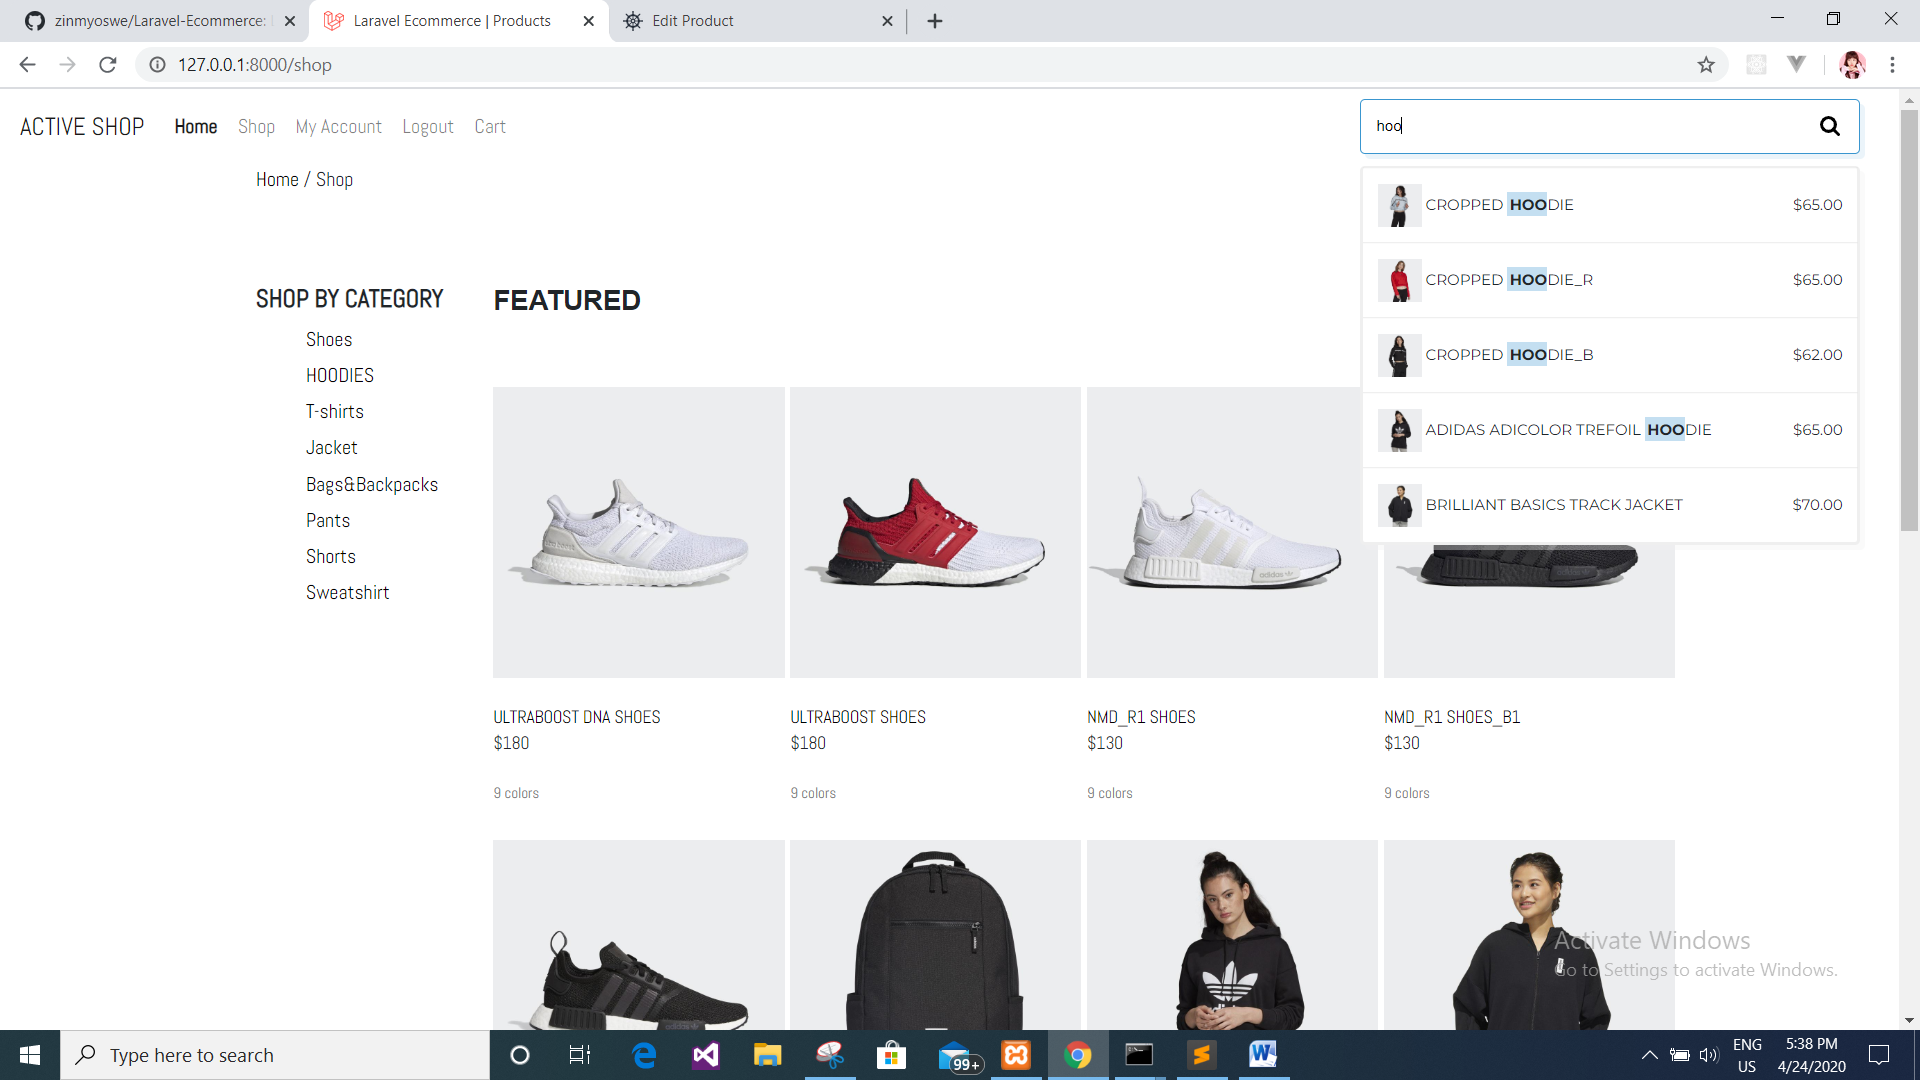 zinmyoswe/Laravel-Ecommerce:
Laravel Ecommerce | Products
Edit Product
127.0.0.1:8000/shop
ACTIVE SHOP
Home
Shop
My Account
Logout
Cart
hoo
Home / Shop
CROPPED HOODIE
$65.00
CROPPED HOODIE_R
$65.00
CROPPED HOODIE_B
$62.00
ADIDAS ADICOLOR TREFOIL HOODIE
$65.00
BRILLIANT BASICS TRACK JACKET
$70.00
SHOP BY CATEGORY
Shoes
HOODIES
T-shirts
Jacket
Bags&Backpacks
Pants
Shorts
Sweatshirt
FEATURED
ULTRABOOST DNA SHOES
$180
9 colors
ULTRABOOST SHOES
$180
9 colors
NMD_R1 SHOES
$130
9 colors
NMD_R1 SHOES_B1
$130
9 colors
Activate Windows
Go to Settings to activate Windows.
Type here to search
99+
ENG
US
5:38 PM
4/24/2020